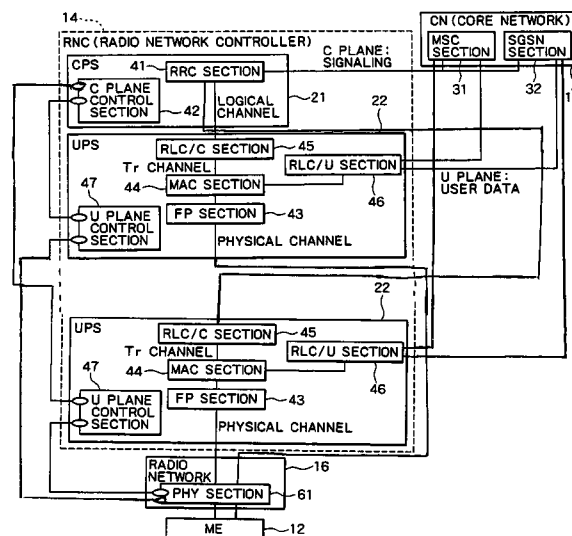 14
CN (CORE NETWORK)
RNC (RADIO NETWORK CONTROLLER)
MSC SECTION
SGSN SECTION
31
32
C PLANE: SIGNALING
CPS
41
RRC SECTION
C PLANE CONTROL SECTION
42
LOGICAL CHANNEL
21
22
UPS
RLC/C SECTION
45
Tr CHANNEL
RLC/U SECTION
46
47
44
MAC SECTION
U PLANE: USER DATA
U PLANE CONTROL SECTION
FP SECTION
43
PHYSICAL CHANNEL
22
UPS
RLC/C SECTION
45
Tr CHANNEL
RLC/U SECTION
46
47
44
MAC SECTION
U PLANE CONTROL SECTION
FP SECTION
43
PHYSICAL CHANNEL
RADIO NETWORK
16
PHY SECTION
61
ME
12